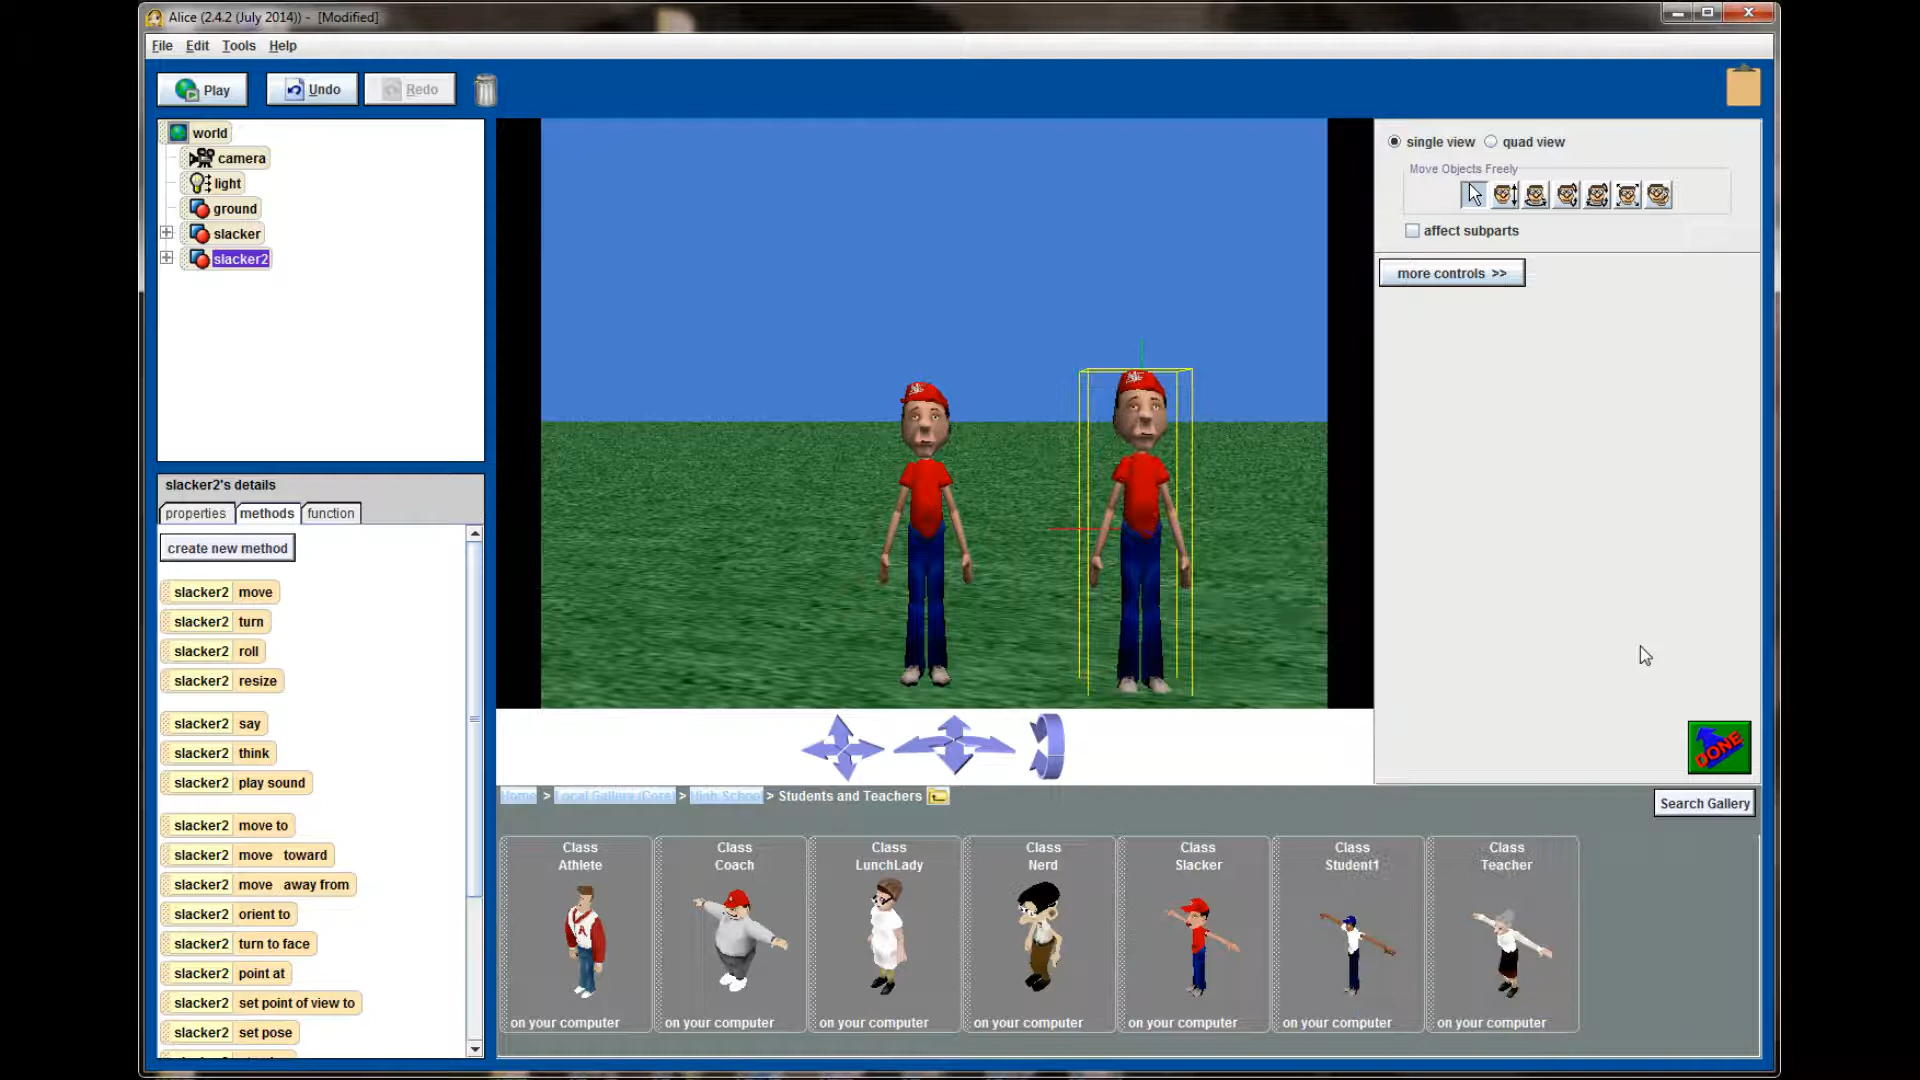 Alice (2.4.2 (July 2014)) - [Modified]
File Edit Tools Help
Play Undo Redo
world
camera
light
ground
slacker
slacker2
single view quad view
Move Objects Freely
affect subparts
more controls >>
slacker2's details
properties methods function
create new method
slacker2 move
slacker2 turn
slacker2 roll
slacker2 resize
slacker2 say
slacker2 think
slacker2 play sound
slacker2 move to
slacker2 move toward
slacker2 move away from
slacker2 orient to
slacker2 turn to face
slacker2 point at
slacker2 set point of view to
slacker2 set pose
DONE
Home > Local Gallery (Core) > High School > Students and Teachers
Search Gallery
Class Athlete
on your computer
Class Coach
on your computer
Class LunchLady
on your computer
Class Nerd
on your computer
Class Slacker
on your computer
Class Student1
on your computer
Class Teacher
on your computer